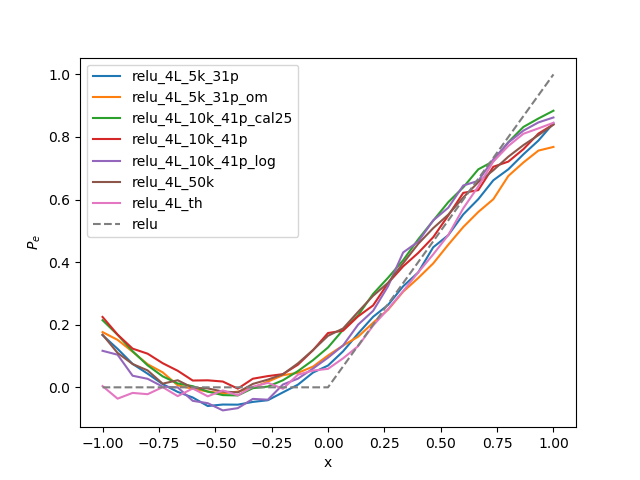 relu_4L_5k_31p
relu_4L_5k_31p_om
relu_4L_10k_41p_cal25
relu_4L_10k_41p
relu_4L_10k_41p_log
relu_4L_50k
relu_4L_th
relu
1.0
0.8
0.6
0.4
0.2
0.0
Pe
−1.00 −0.75 −0.50 −0.25 0.00 0.25 0.50 0.75 1.00
x